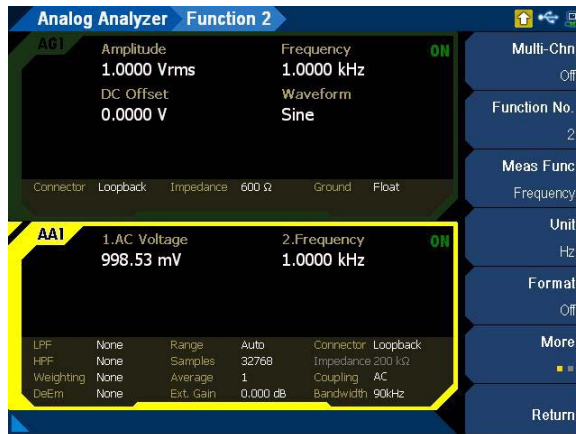 Analog Analyzer Function 2
AG1
Amplitude Frequency ON
1.0000 Vrms 1.0000 kHz
DC Offset Waveform
0.0000 V Sine
Connector Loopback Impedance 600 Ω Ground Float
AA1
1.AC Voltage 2.Frequency ON
998.53 mV 1.0000 kHz
LPF None Range Auto Connector Loopback
HPF None Samples 32768 Impedance 200 kΩ
Weighting None Average 1 Coupling AC
DeEm None Ext. Gain 0.000 dB Bandwidth 90kHz
Multi-Chn
Off
Function No.
2
Meas Func
Frequency
Unit
Hz
Format
Off
More
Return